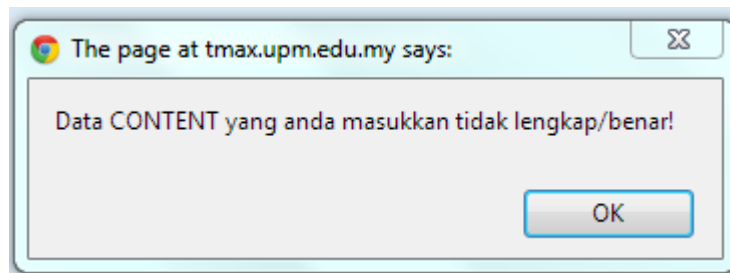 The page at tmax.upm.edu.my says:
Data CONTENT yang anda masukkan tidak lengkap/benar!
OK